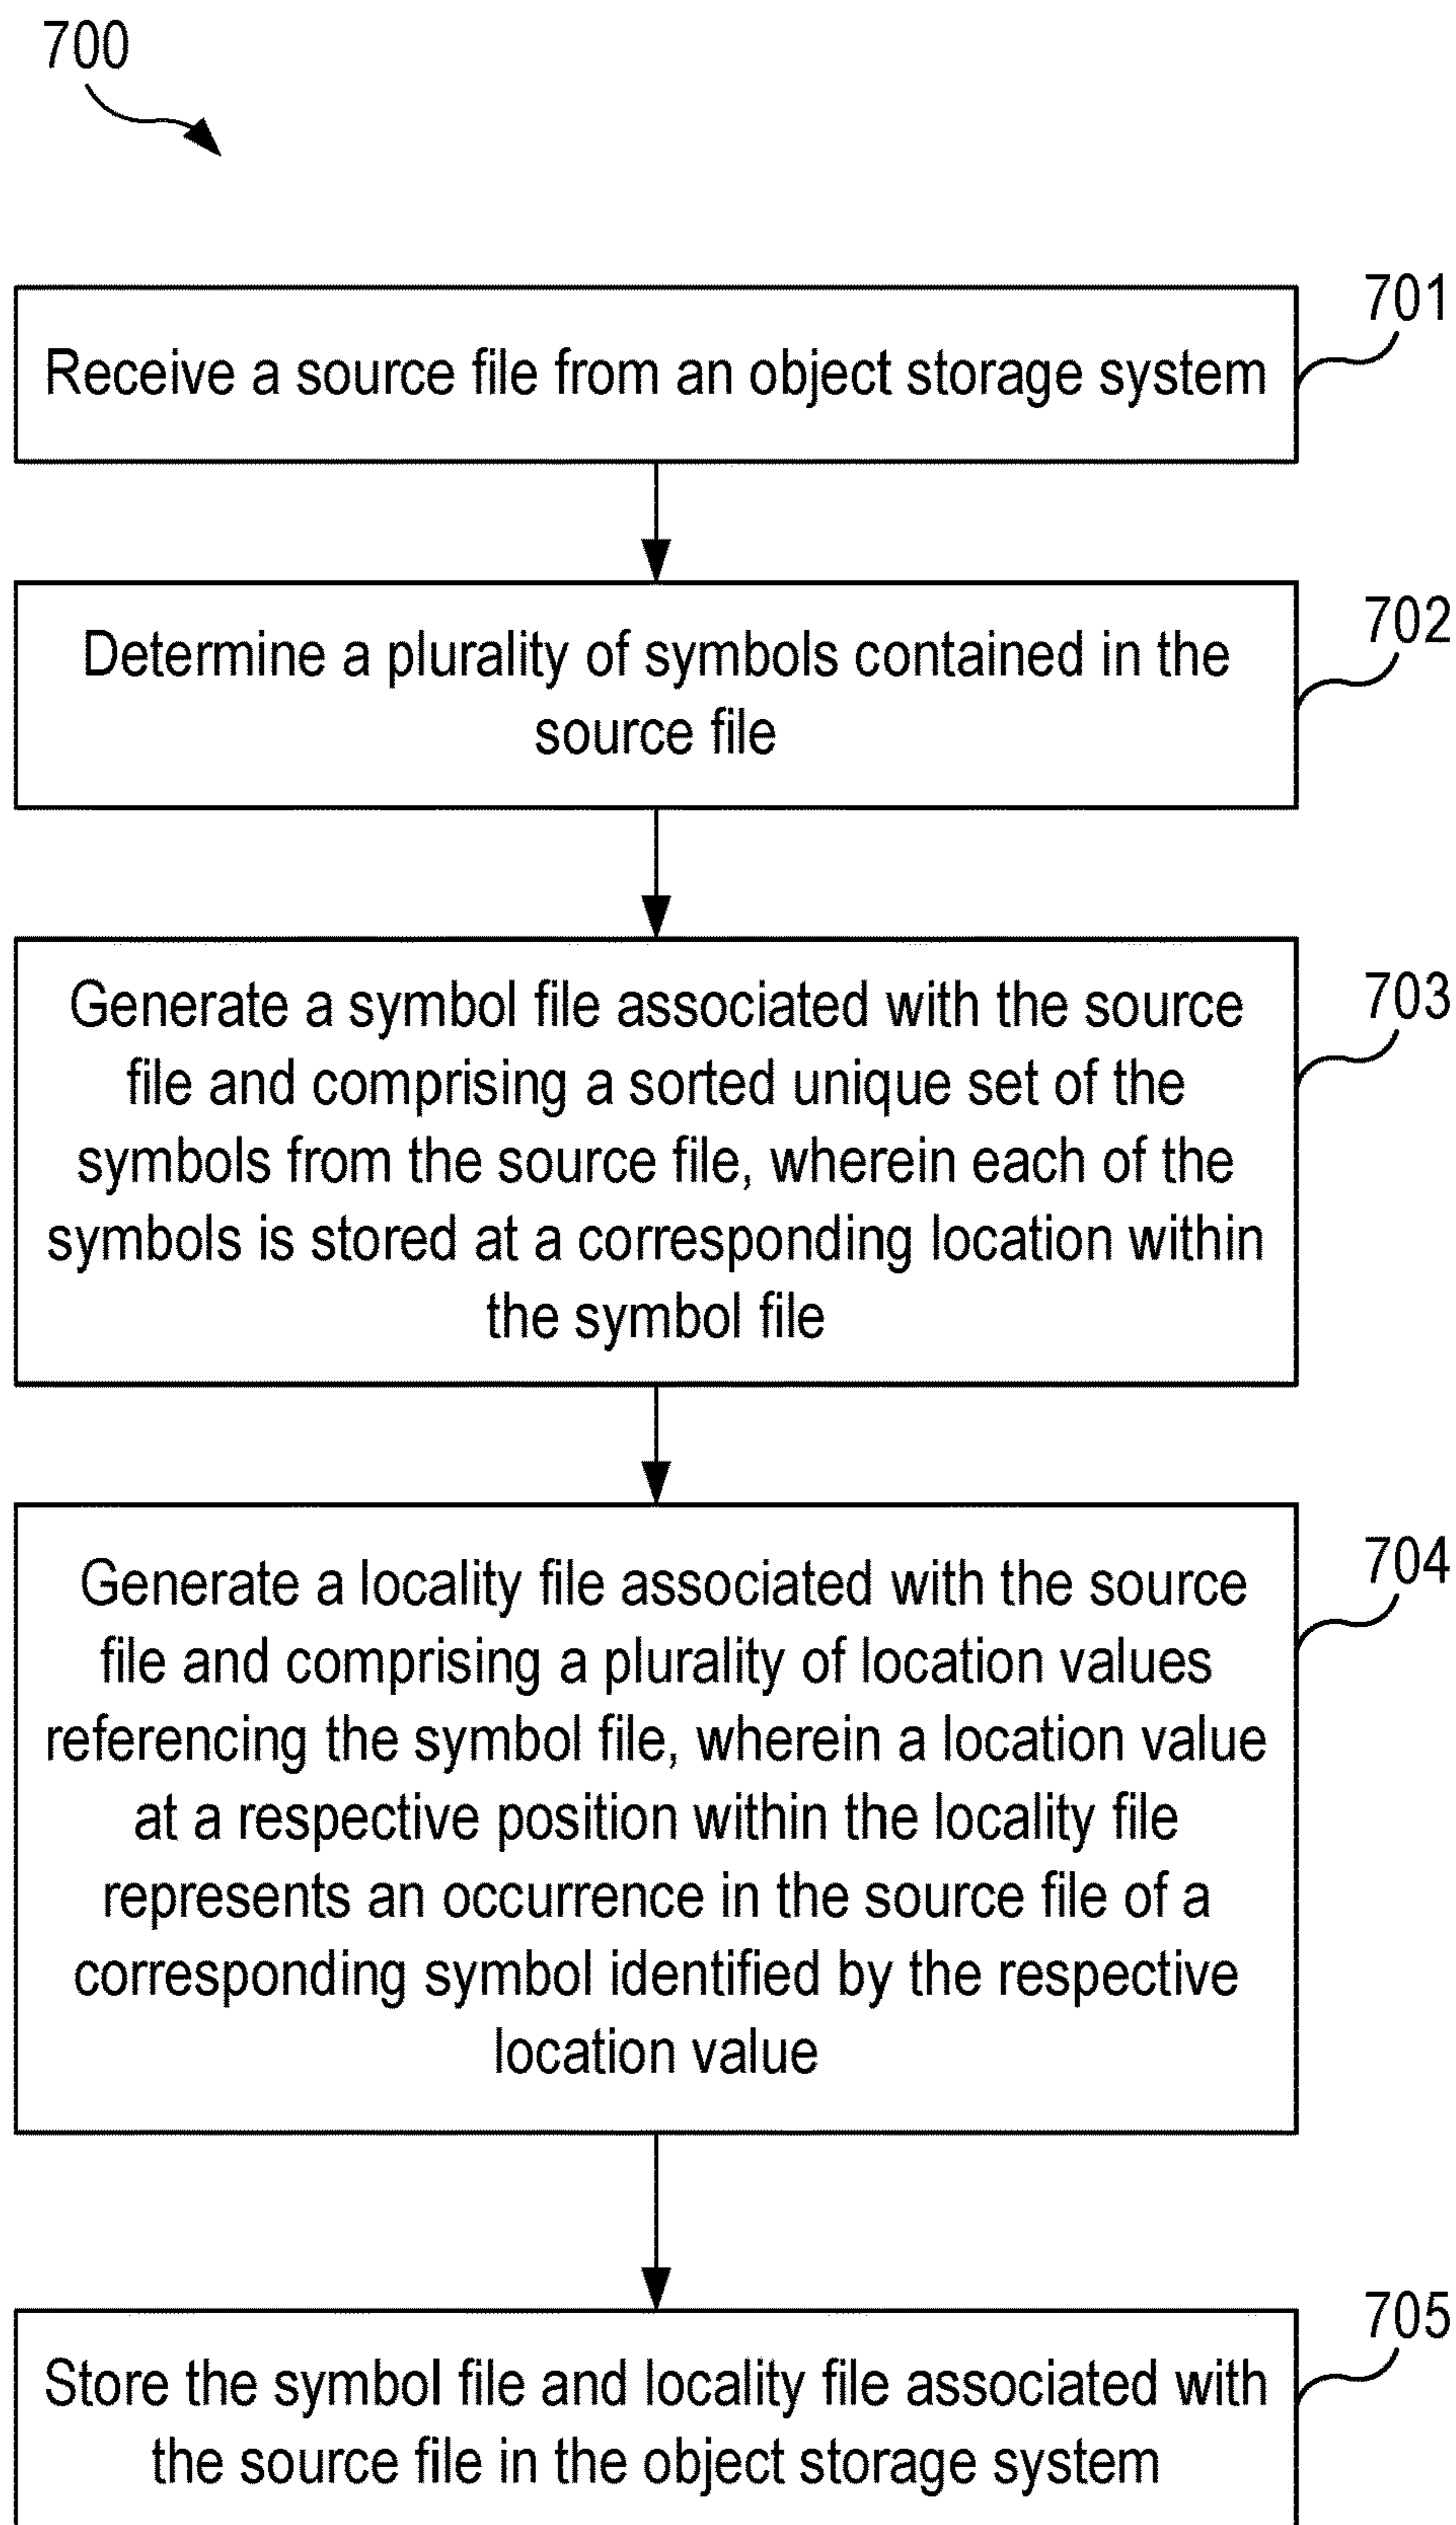 700
701
Receive a source file from an object storage system
702
Determine a plurality of symbols contained in the
source file
703
Generate a symbol file associated with the source
file and comprising a sorted unique set of the
symbols from the source file, wherein each of the
symbols is stored at a corresponding location within
the symbol file
704
Generate a locality file associated with the source
file and comprising a plurality of location values
referencing the symbol file, wherein a location value
at a respective position within the locality file
represents an occurrence in the source file of a
corresponding symbol identified by the respective
location value
705
Store the symbol file and locality file associated with
the source file in the object storage system